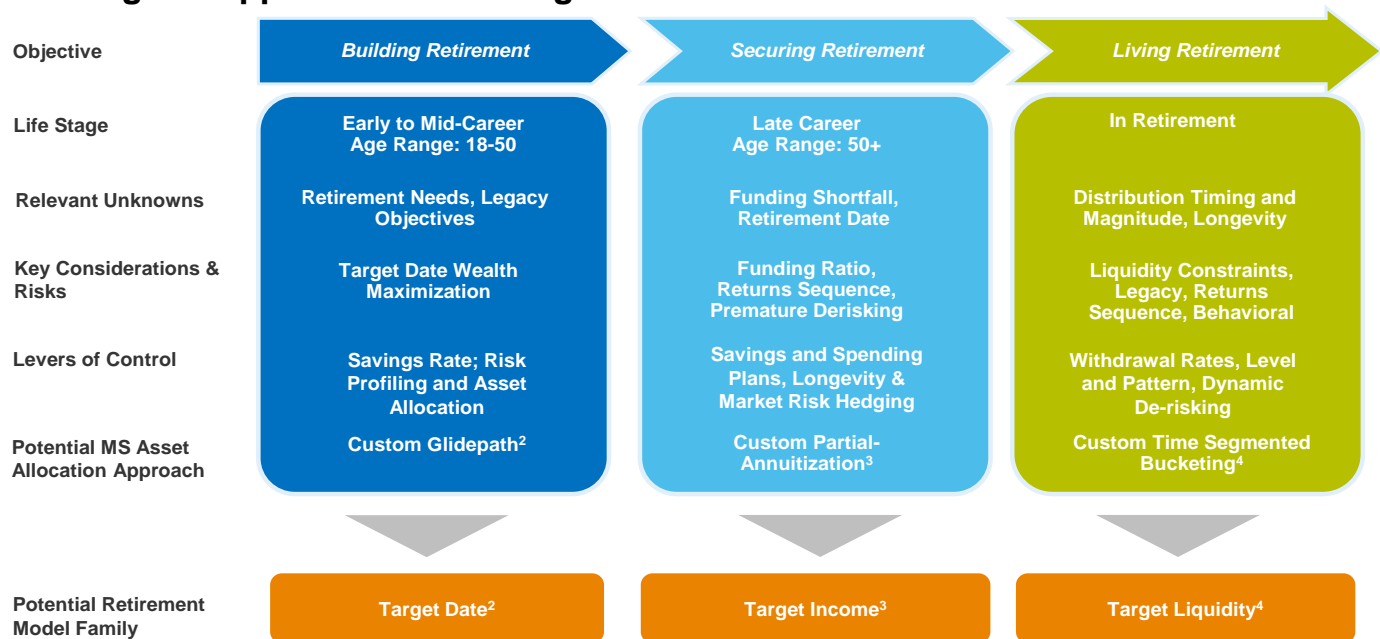 Objective
Building Retirement
Securing Retirement
Living Retirement
Life Stage
Early to Mid-Career
Age Range: 18-50
Late Career
Age Range: 50+
In Retirement
Relevant Unknowns
Retirement Needs, Legacy
Objectives
Funding Shortfall,
Retirement Date
Distribution Timing and
Magnitude, Longevity
Key Considerations &
Risks
Target Date Wealth
Maximization
Funding Ratio,
Returns Sequence,
Premature Derisking
Liquidity Constraints,
Legacy, Returns
Sequence, Behavioral
Levers of Control
Savings Rate; Risk
Profiling and Asset
Allocation
Savings and Spending
Plans, Longevity &
Market Risk Hedging
Withdrawal Rates, Level
and Pattern, Dynamic
De-risking
Potential MS Asset
Allocation Approach
Custom Glidepath²
Custom Partial-
Annuitization³
Custom Time Segmented
Bucketing⁴
Potential Retirement
Model Family
Target Date²
Target Income³
Target Liquidity⁴